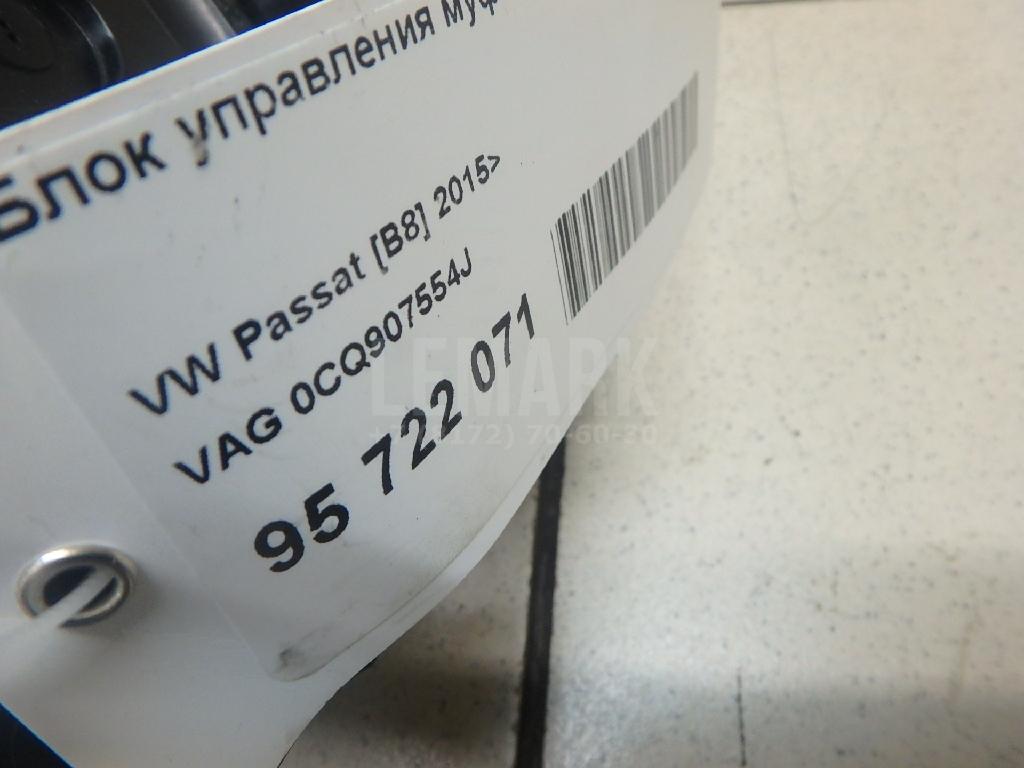 Блок управления муф
VW Passat [B8] 2015>
VAG 0CQ907554J
95 722 071
LEMARK